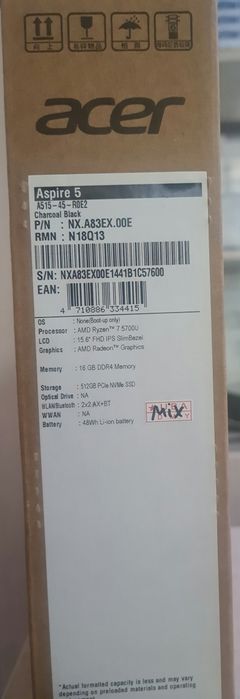 向上
易碎物品
怕雨
acer
Aspire 5
A515-45-R0E2
Charcoal Black
P/N : NX.A83EX.00E
RMN : N18Q13
S/N: NXA83EX00E1441B1C57600
EAN:
4 710886 334415
OS : None(Boot-up only)
Processor : AMD Ryzen™ 7 5700U
LCD : 15.6" FHD IPS SlimBezel
Graphics : AMD Radeon™ Graphics
Memory : 16 GB DDR4 Memory
Storage : 512GB PCIe NVMe SSD
Optical Drive : NA
WLAN/Bluetooth : 2x2 AX+BT
WWAN : NA
Battery : 48Wh Li-ion battery
Mix
*Actual formatted capacity is less and may vary
depending on preloaded materials and operating